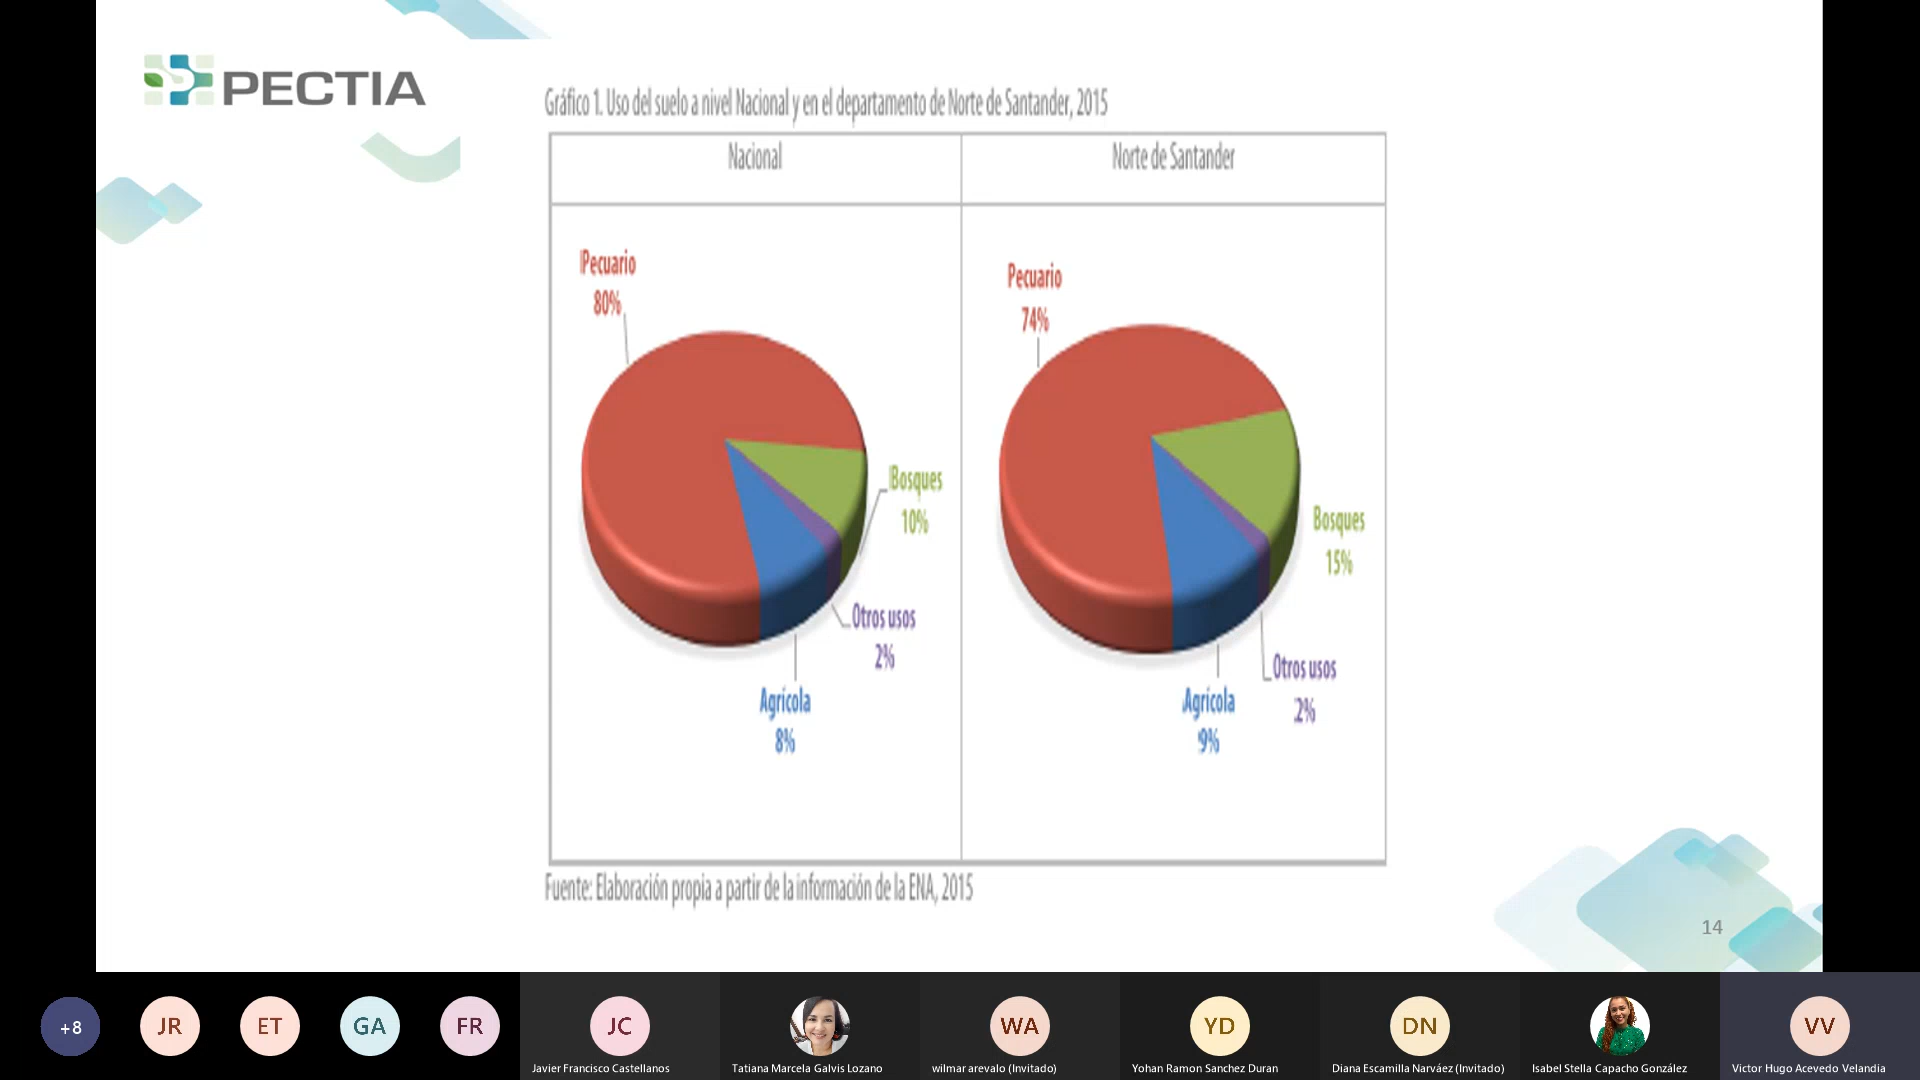 PECTIA
Gráfico 1. Uso del suelo a nivel Nacional y en el departamento de Norte de Santander, 2015
Nacional
Norte de Santander
Pecuario
80%
Bosques
10%
Otros usos
2%
Agrícola
8%
Pecuario
74%
Bosques
15%
Otros usos
2%
Agrícola
9%
Fuente: Elaboración propia a partir de la información de la ENA, 2015
14
+8
JR
ET
GA
FR
JC
WA
YD
DN
VV
Javier Francisco Castellanos
Tatiana Marcela Galvis Lozano
wilmar arevalo (Invitado)
Yohan Ramon Sanchez Duran
Diana Escamilla Narváez (Invitado)
Isabel Stella Capacho González
Victor Hugo Acevedo Velandia